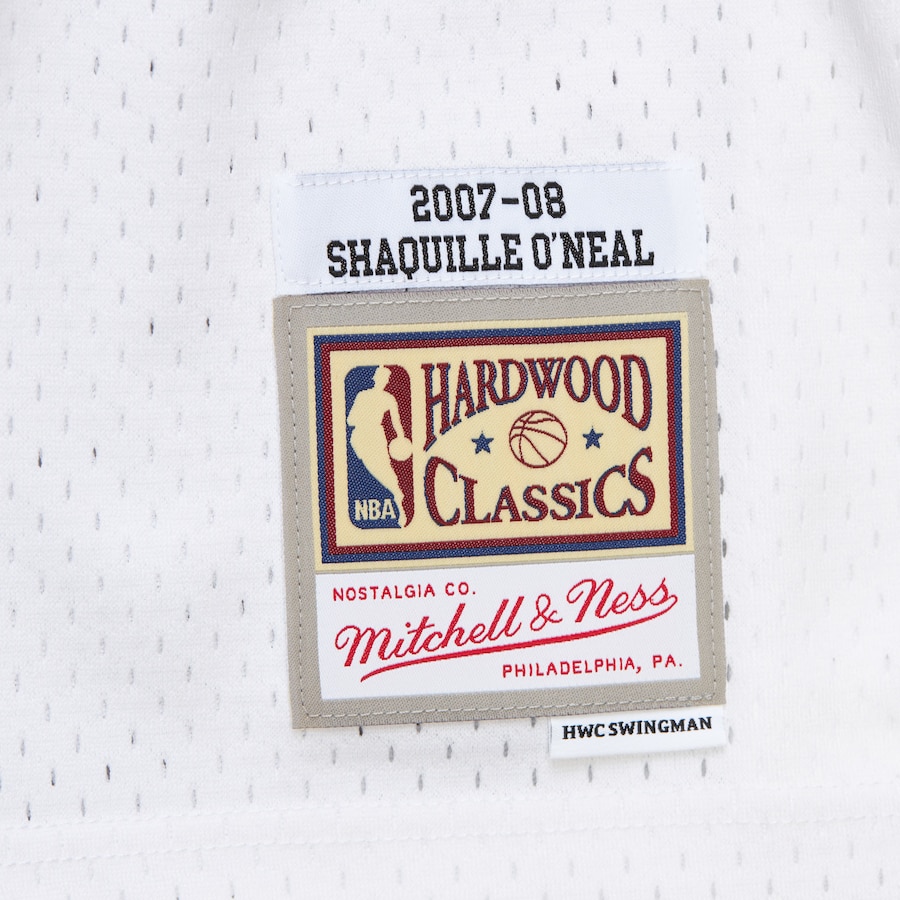 2007-08
SHAQUILLE O'NEAL
HARDWOOD
CLASSICS
NBA
NOSTALGIA CO.
Mitchell & Ness
PHILADELPHIA, PA.
HWC SWINGMAN